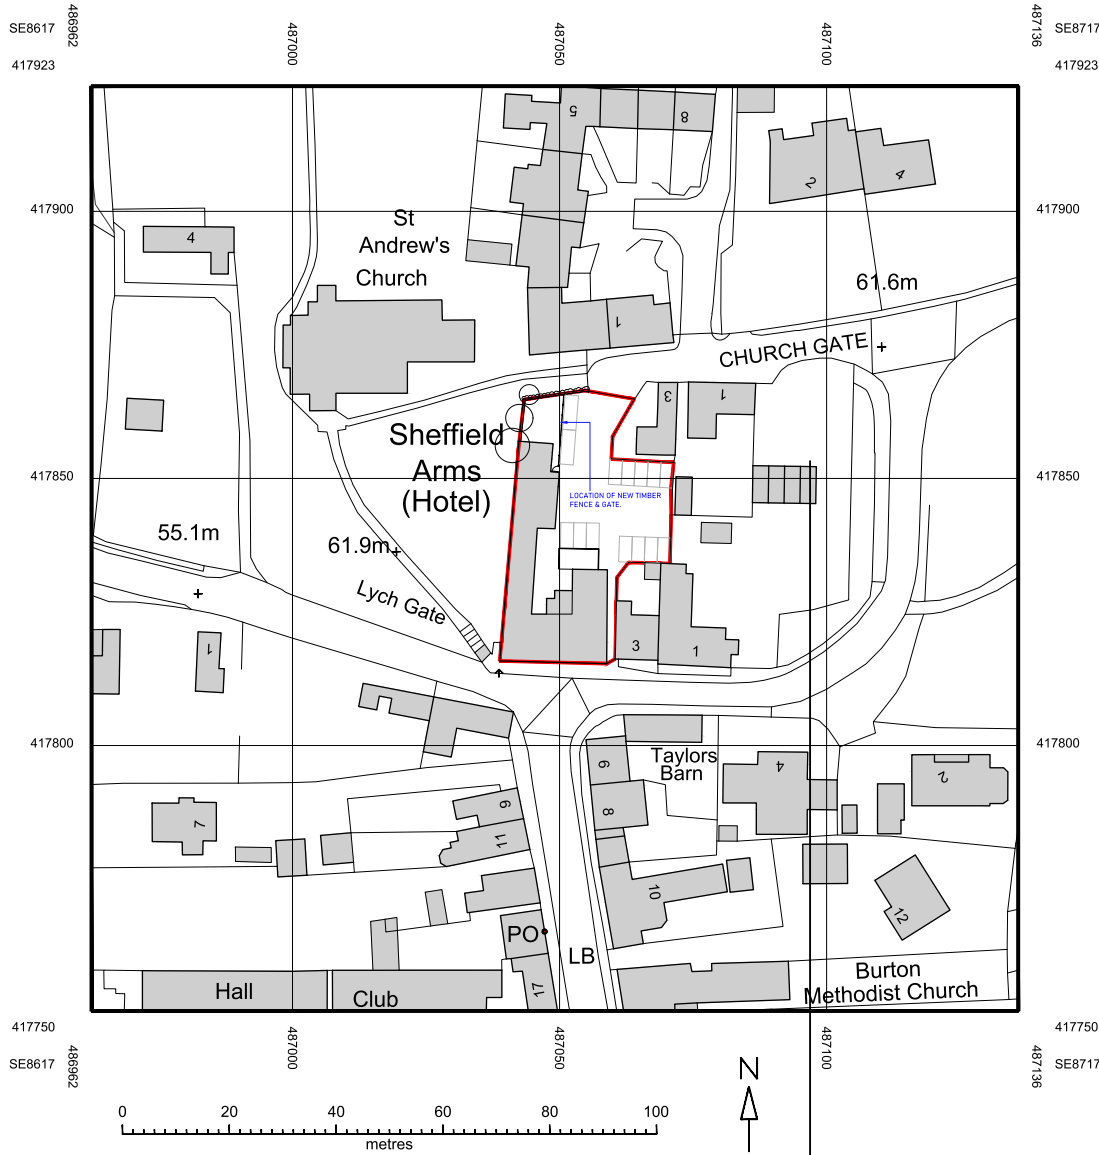 SE8617
486962
487000
487050
487136
487100
SE8717
417923
417923
5
8
2
4
417900
417900
St
Andrew's
Church
4
61.6m
1
CHURCH GATE
3
1
Sheffield
Arms
(Hotel)
417850
417850
LOCATION OF NEW TIMBER
FENCE & GATE.
55.1m
61.9m
Lych Gate
1
3
1
417800
417800
Taylors
Barn
9
4
2
7
9
8
11
10
12
PO
LB
17
Hall
Club
Burton
Methodist Church
417750
417750
SE8617
486962
487000
487050
487100
487136
SE8717
N
0
20
40
60
80
100
metres